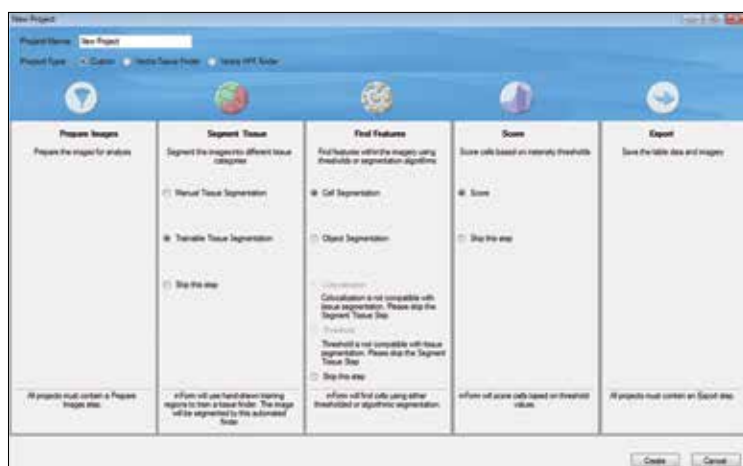 New Project
Project Name: New Project
Project Type: Custom Vectra Tissue Finder Vectra HPF Finder
Prepare Images
Prepare the images for analysis
All projects must contain a Prepare
Images step.
Segment Tissue
Segment the images into different tissue
categories
Manual Tissue Segmentation
Trainable Tissue Segmentation
Skip this step
inForm will use hand drawn training
regions to train a tissue finder. The image
will be segmented by this automated
finder.
Find Features
Find features within the imagery using
thresholds or segmentation algorithms
Cell Segmentation
Object Segmentation
Colocalization
Colocalization is not compatible with
tissue segmentation. Please skip the
Segment Tissue Step
Threshold
Threshold is not compatible with tissue
segmentation. Please skip the Segment
Tissue Step
Skip this step
inForm will find cells using either
thresholded or algorithmic segmentation.
Score
Score cells based on intensity thresholds
Score
Skip this step
inForm will score cells based on threshold
values.
Export
Save the table data and imagery
All projects must contain an Export step.
Create
Cancel